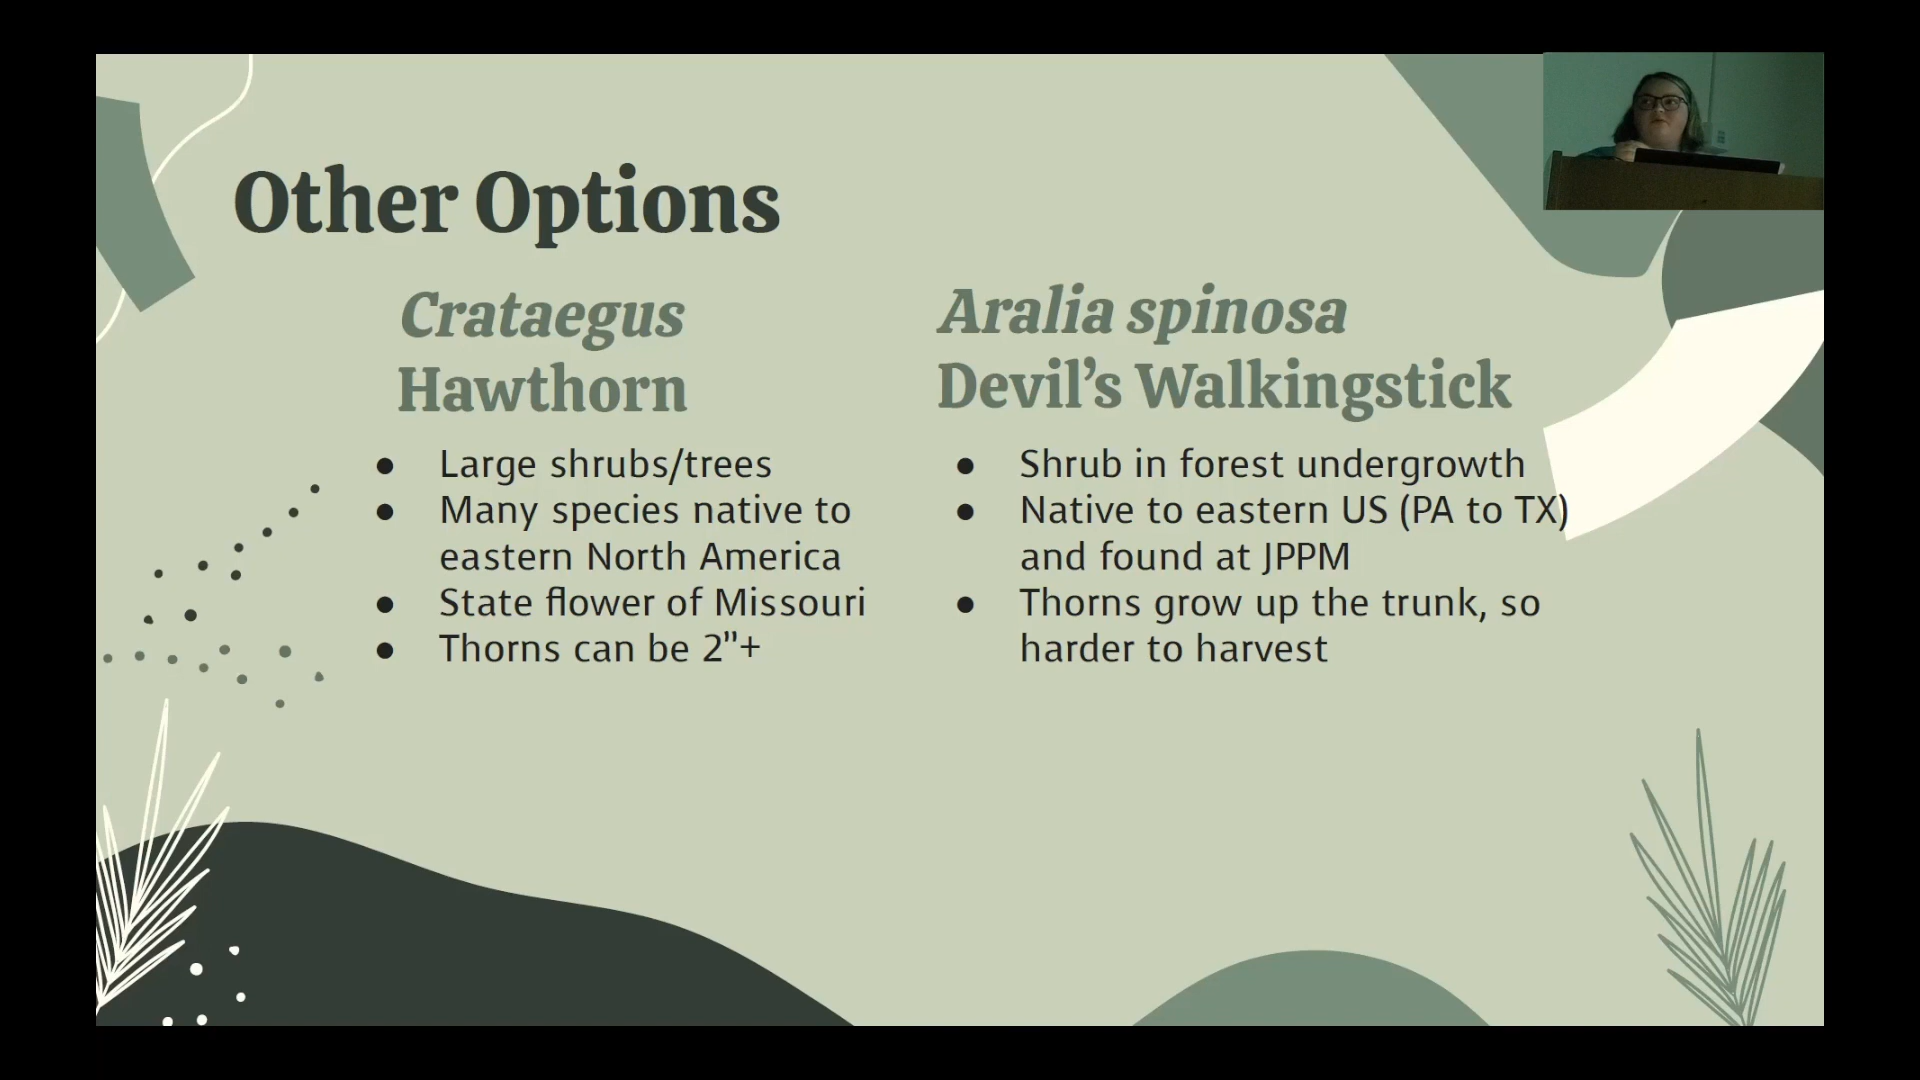 Other Options
Crataegus
Hawthorn
Large shrubs/trees
Many species native to
eastern North America
State flower of Missouri
Thorns can be 2"+
Aralia spinosa
Devil's Walkingstick
Shrub in forest undergrowth
Native to eastern US (PA to TX)
and found at JPPM
Thorns grow up the trunk, so
harder to harvest